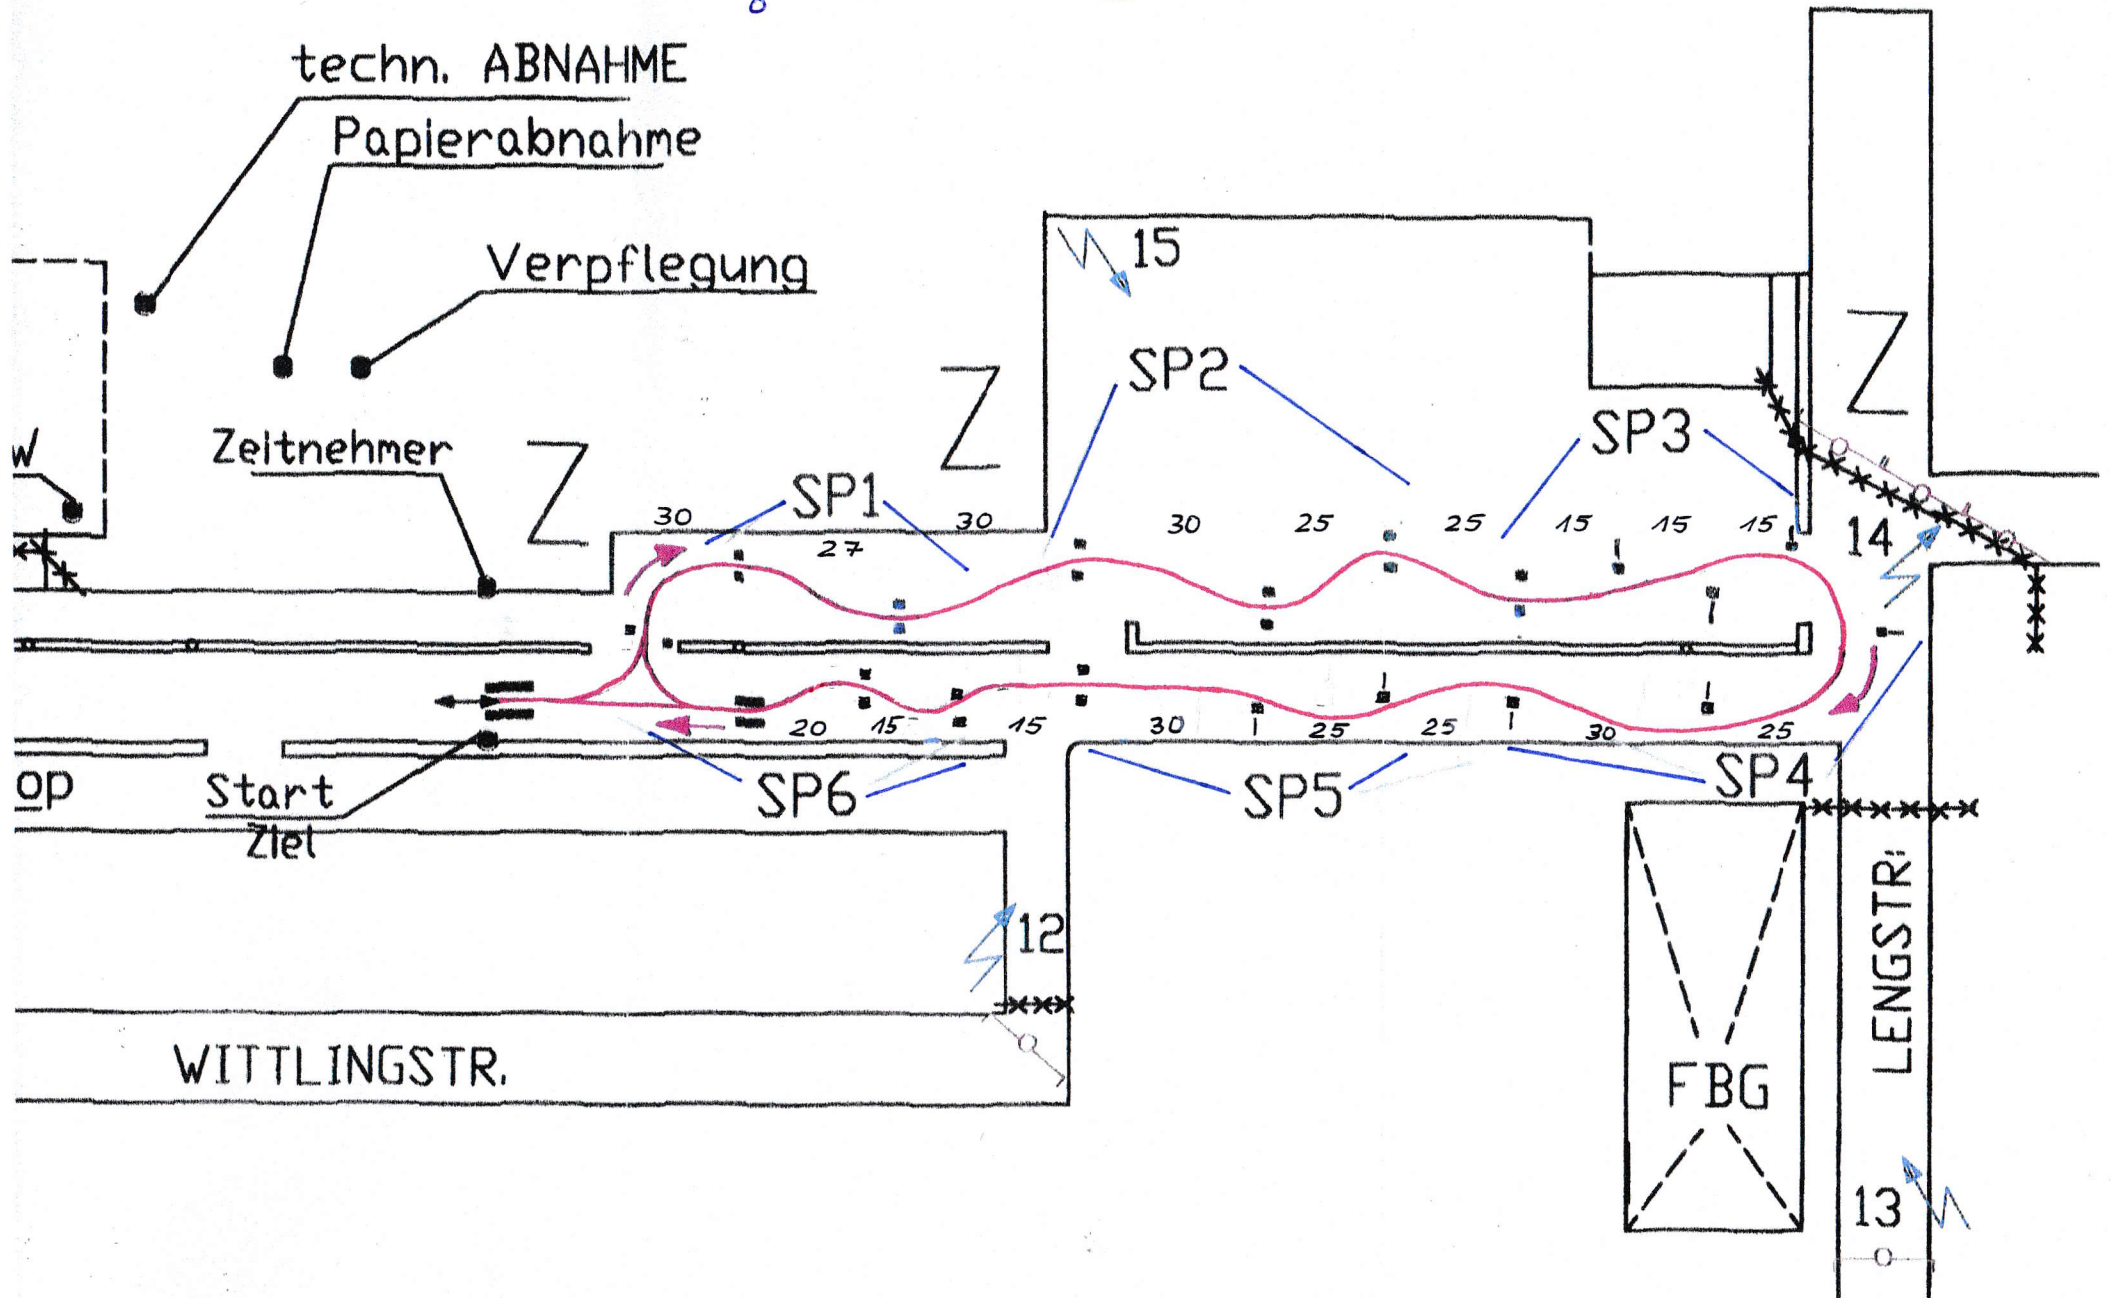 techn. ABNAHME
Papierabnahme
Verpflegung
Zeitnehmer
W
Z
Z
Z
15
SP2
SP3
SP1
14
30
27
30
30
25
25
15
15
15
20
15
15
30
25
25
30
25
op
Start
Ziel
SP6
SP5
SP4
12
WITTLINGSTR.
FBG
LENGSTR.
13